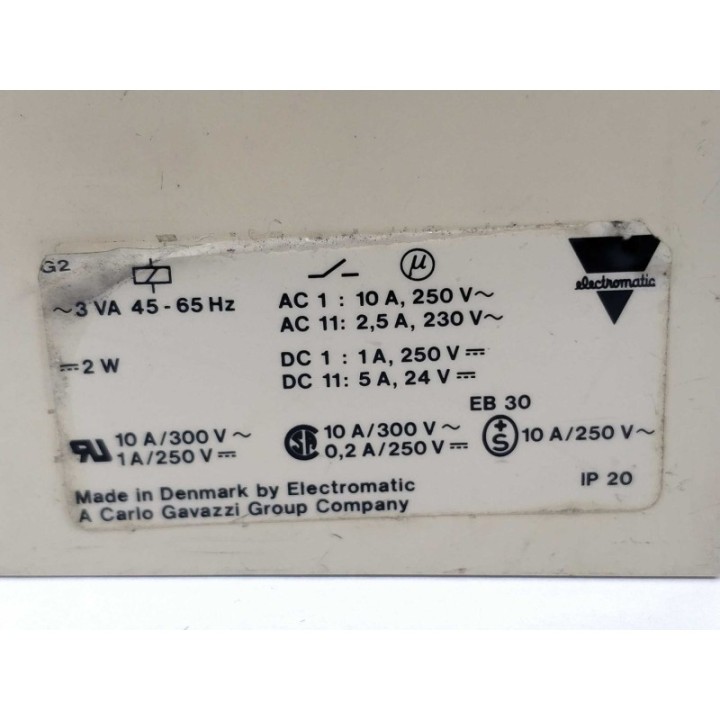 G2
µ
electromatic
~3 VA 45-65 Hz
AC 1 : 10 A, 250 V~
AC 11: 2,5 A, 230 V~
⎓2 W
DC 1 : 1A, 250 V⎓
DC 11: 5 A, 24 V⎓
EB 30
10 A/300 V~
1A/250 V⎓
SA 10 A/300 V~
0,2 A/250 V⎓
+S 10 A/250 V~
Made in Denmark by Electromatic
A Carlo Gavazzi Group Company
IP 20